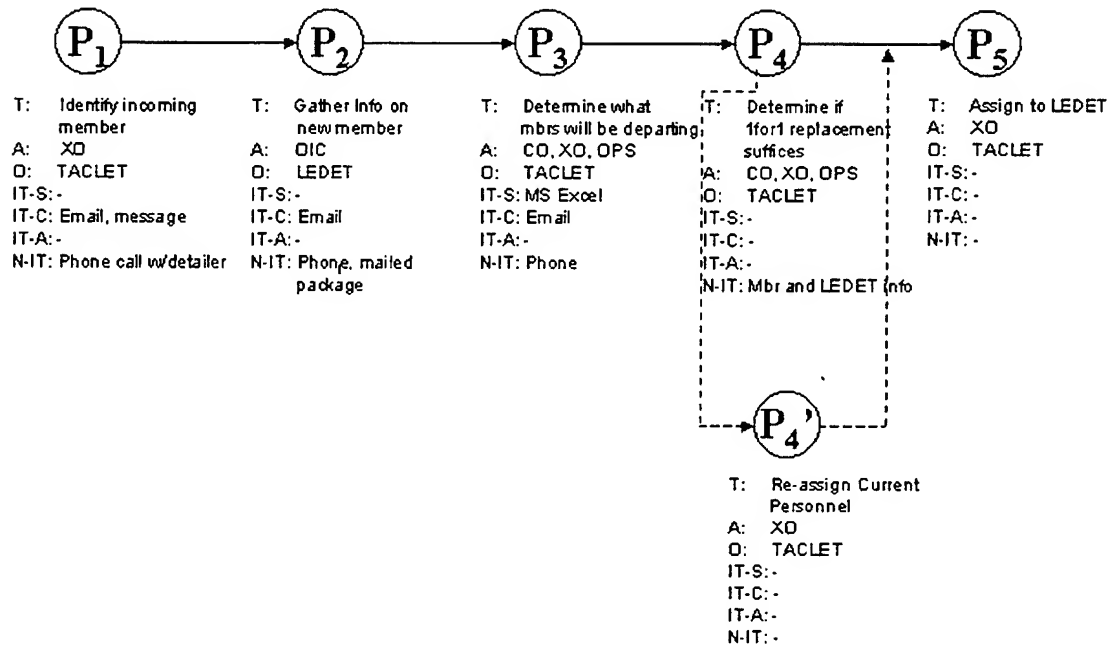 P1
P2
P3
P4
P5
T: Identify incoming
member
A: XO
O: TACLET
IT-S: -
IT-C: Email, message
IT-A: -
N-IT: Phone call w/detailer
T: Gather Info on
new member
A: OIC
O: LEDET
IT-S: -
IT-C: Email
IT-A: -
N-IT: Phone, mailed
package
T: Determine what
mbrs will be departing
A: CO, XO, OPS
O: TACLET
IT-S: MS Excel
IT-C: Email
IT-A: -
N-IT: Phone
T: Determine if
1for1 replacement
suffices
A: CO, XO, OPS
O: TACLET
IT-S: -
IT-C: -
IT-A: -
N-IT: Mbr and LEDET Info
T: Assign to LEDET
A: XO
O: TACLET
IT-S: -
IT-C: -
IT-A: -
N-IT: -
P4'
T: Re-assign Current
Personnel
A: XO
O: TACLET
IT-S: -
IT-C: -
IT-A: -
N-IT: -